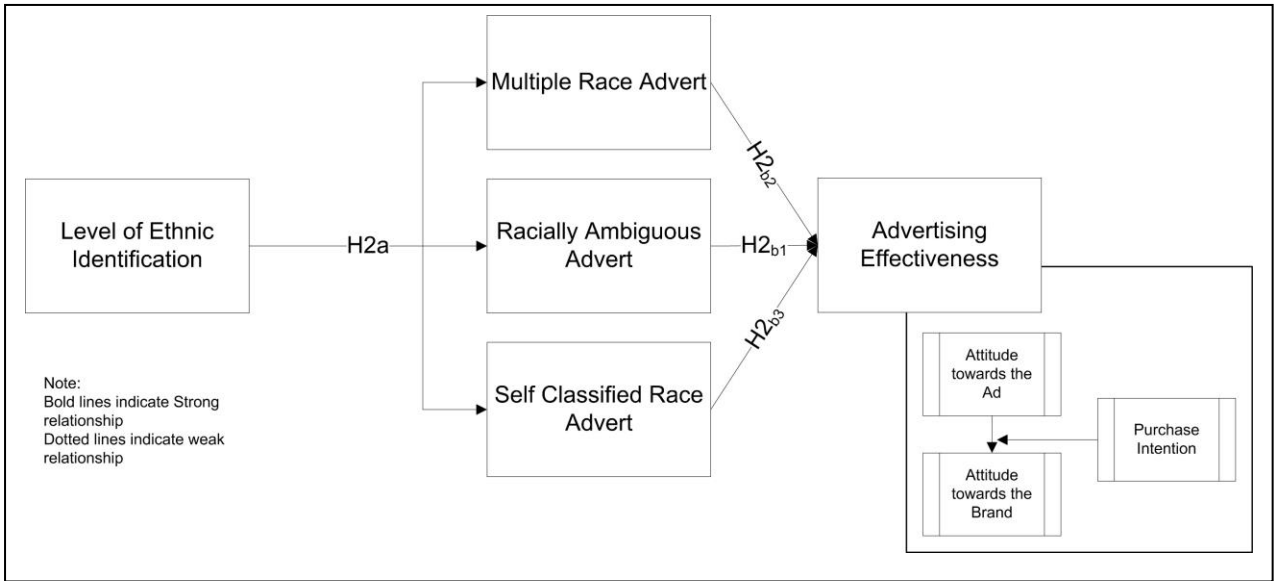 Multiple Race Advert
Level of Ethnic
Identification
H2a
Racially Ambiguous
Advert
Self Classified Race
Advert
H2b2
H2b1
H2b3
Advertising
Effectiveness
Attitude
towards the
Ad
Purchase
Intention
Attitude
towards the
Brand
Note:
Bold lines indicate Strong
relationship
Dotted lines indicate weak
relationship